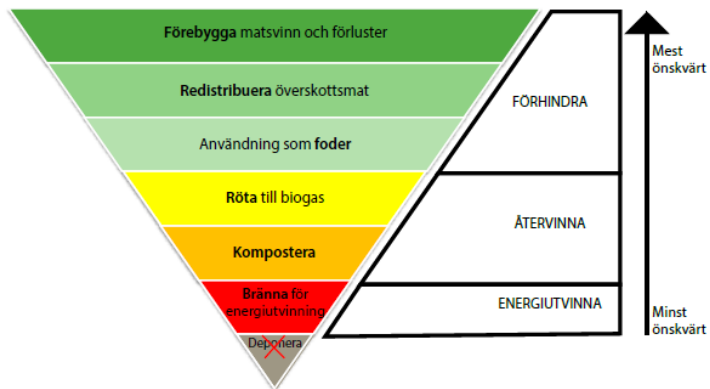 Förebygga matsvinn och förluster
Redistribuera överskottsmat
Användning som foder
Röta till biogas
Kompostera
Bränna för
energiutvinning
Deponera
FÖRHINDRA
ÅTERVINNA
ENERGIUTVINNA
Mest
önskvärt
Minst
önskvärt